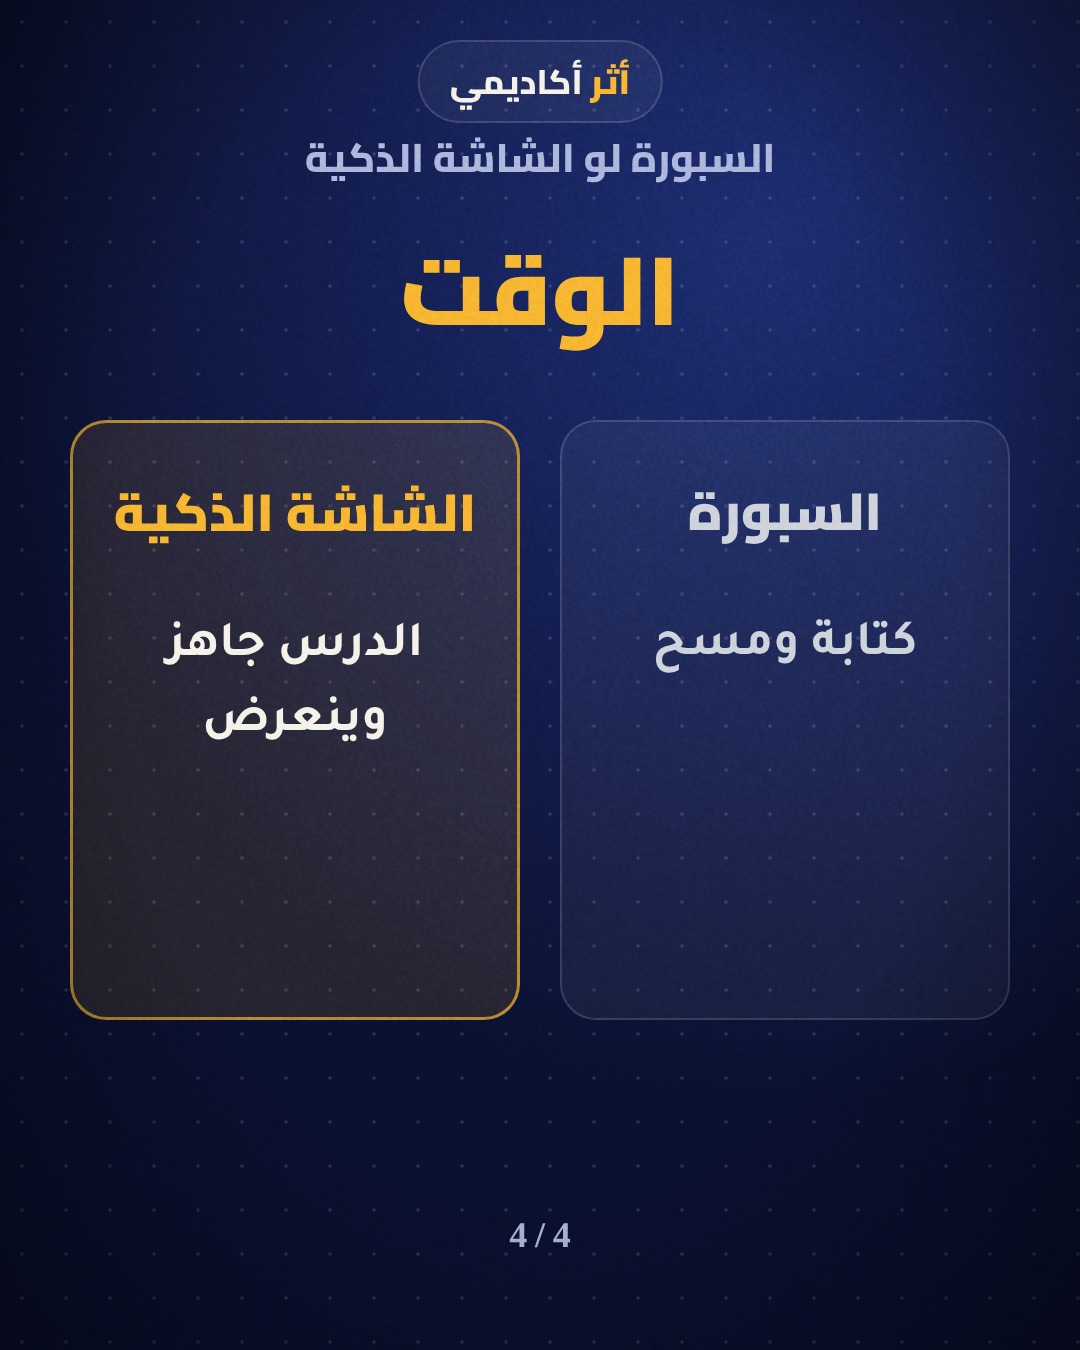 أثر أكاديمي
السبورة لو الشاشة الذكية
الوقت
السبورة
كتابة ومسح
الشاشة الذكية
الدرس جاهز
وينعرض
4 / 4